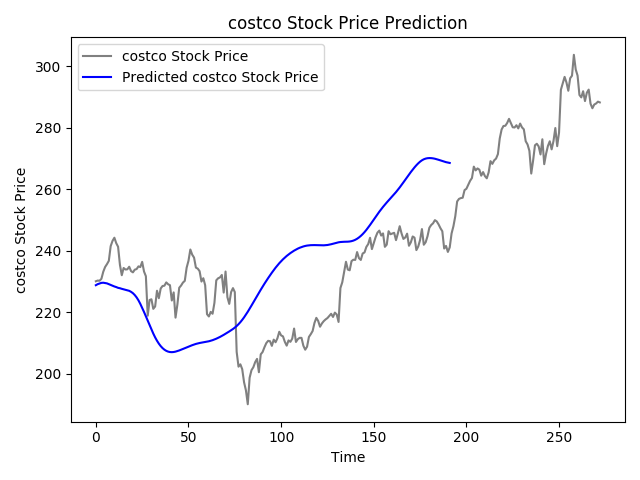 costco Stock Price Prediction
costco Stock Price
Predicted costco Stock Price
costco Stock Price
300
280
260
240
220
200
0 50 100 150 200 250
Time